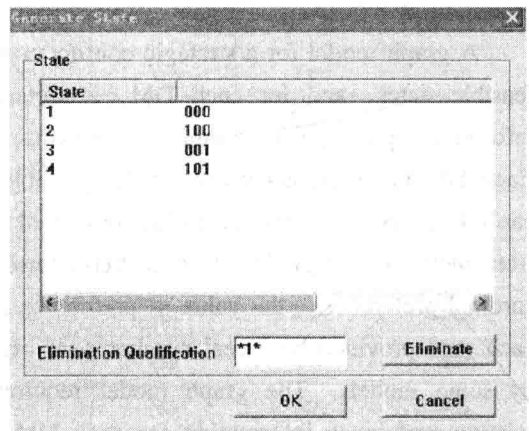 Generate State
State
State
1 000
2 100
3 001
4 101
Elimination Qualification *1* Eliminate
OK Cancel